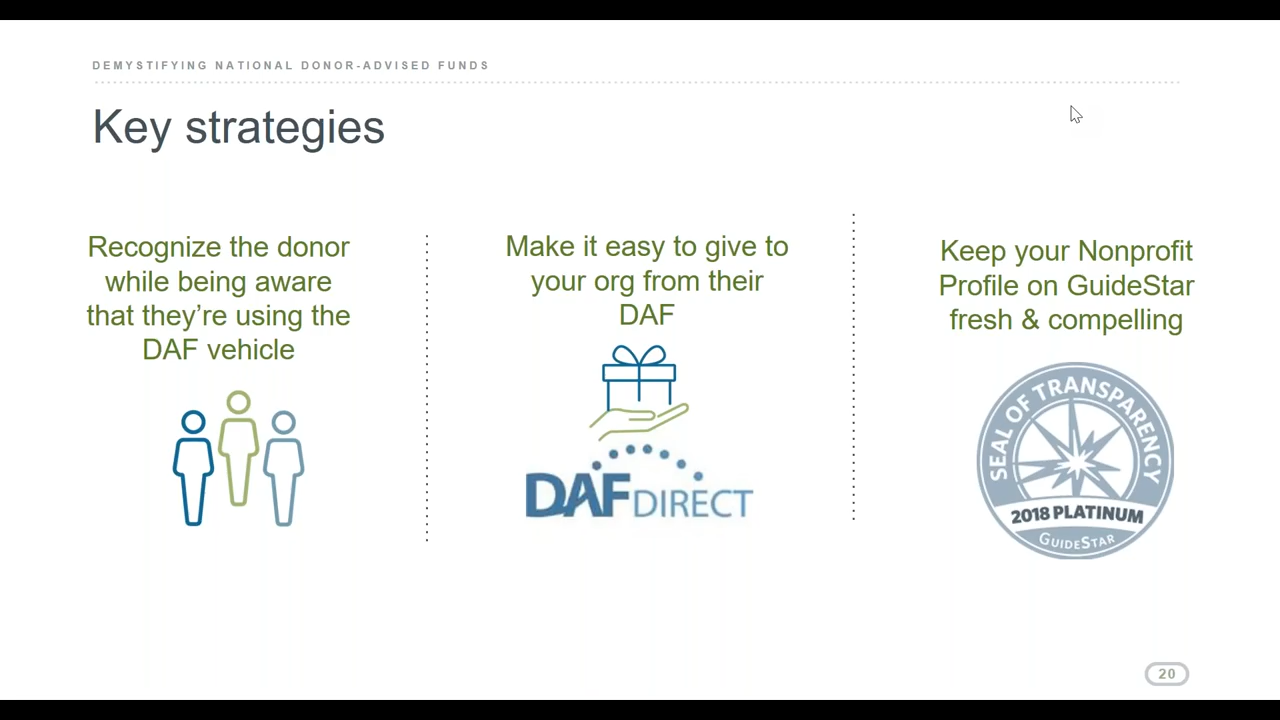 DEMYSTIFYING NATIONAL DONOR-ADVISED FUNDS
Key strategies
Recognize the donor
while being aware
that they’re using the
DAF vehicle
Make it easy to give to
your org from their
DAF
DAFDIRECT
Keep your Nonprofit
Profile on GuideStar
fresh & compelling
SEAL OF TRANSPARENCY
2018 PLATINUM
GUIDESTAR
20